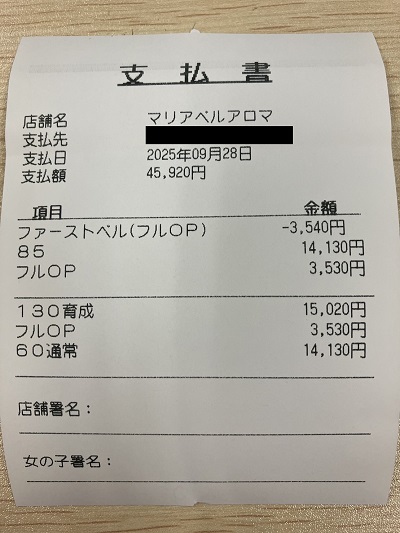 支払書
店舗名 マリアベルアロマ
支払先
支払日 2025年09月28日
支払額 45,920円
項目 金額
ファーストベル(フルOP) -3,540円
85 14,130円
フルOP 3,530円
130育成 15,020円
フルOP 3,530円
60通常 14,130円
店舗署名:
女の子署名: